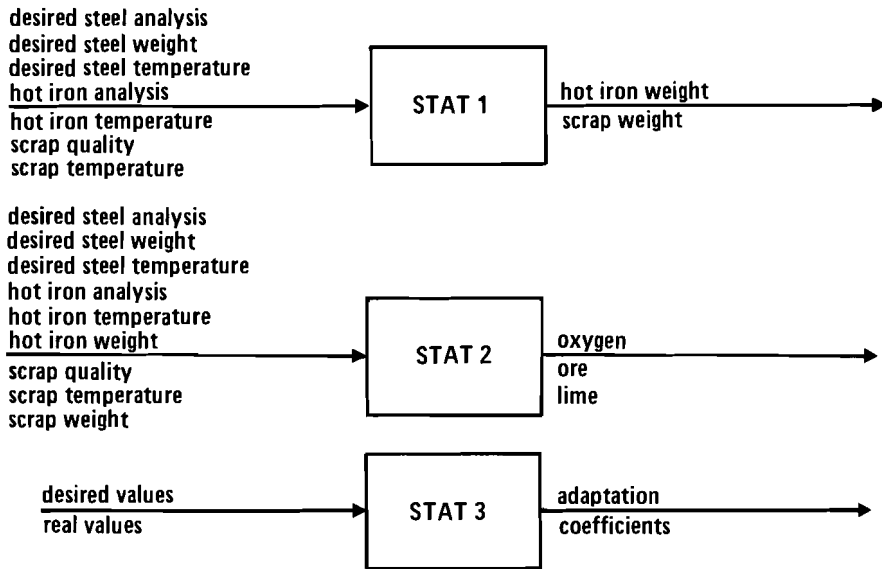 desired steel analysis
desired steel weight
desired steel temperature
hot iron analysis
hot iron temperature
scrap quality
scrap temperature
STAT 1
hot iron weight
scrap weight
desired steel analysis
desired steel weight
desired steel temperature
hot iron analysis
hot iron temperature
hot iron weight
scrap quality
scrap temperature
scrap weight
STAT 2
oxygen
ore
lime
desired values
real values
STAT 3
adaptation
coefficients